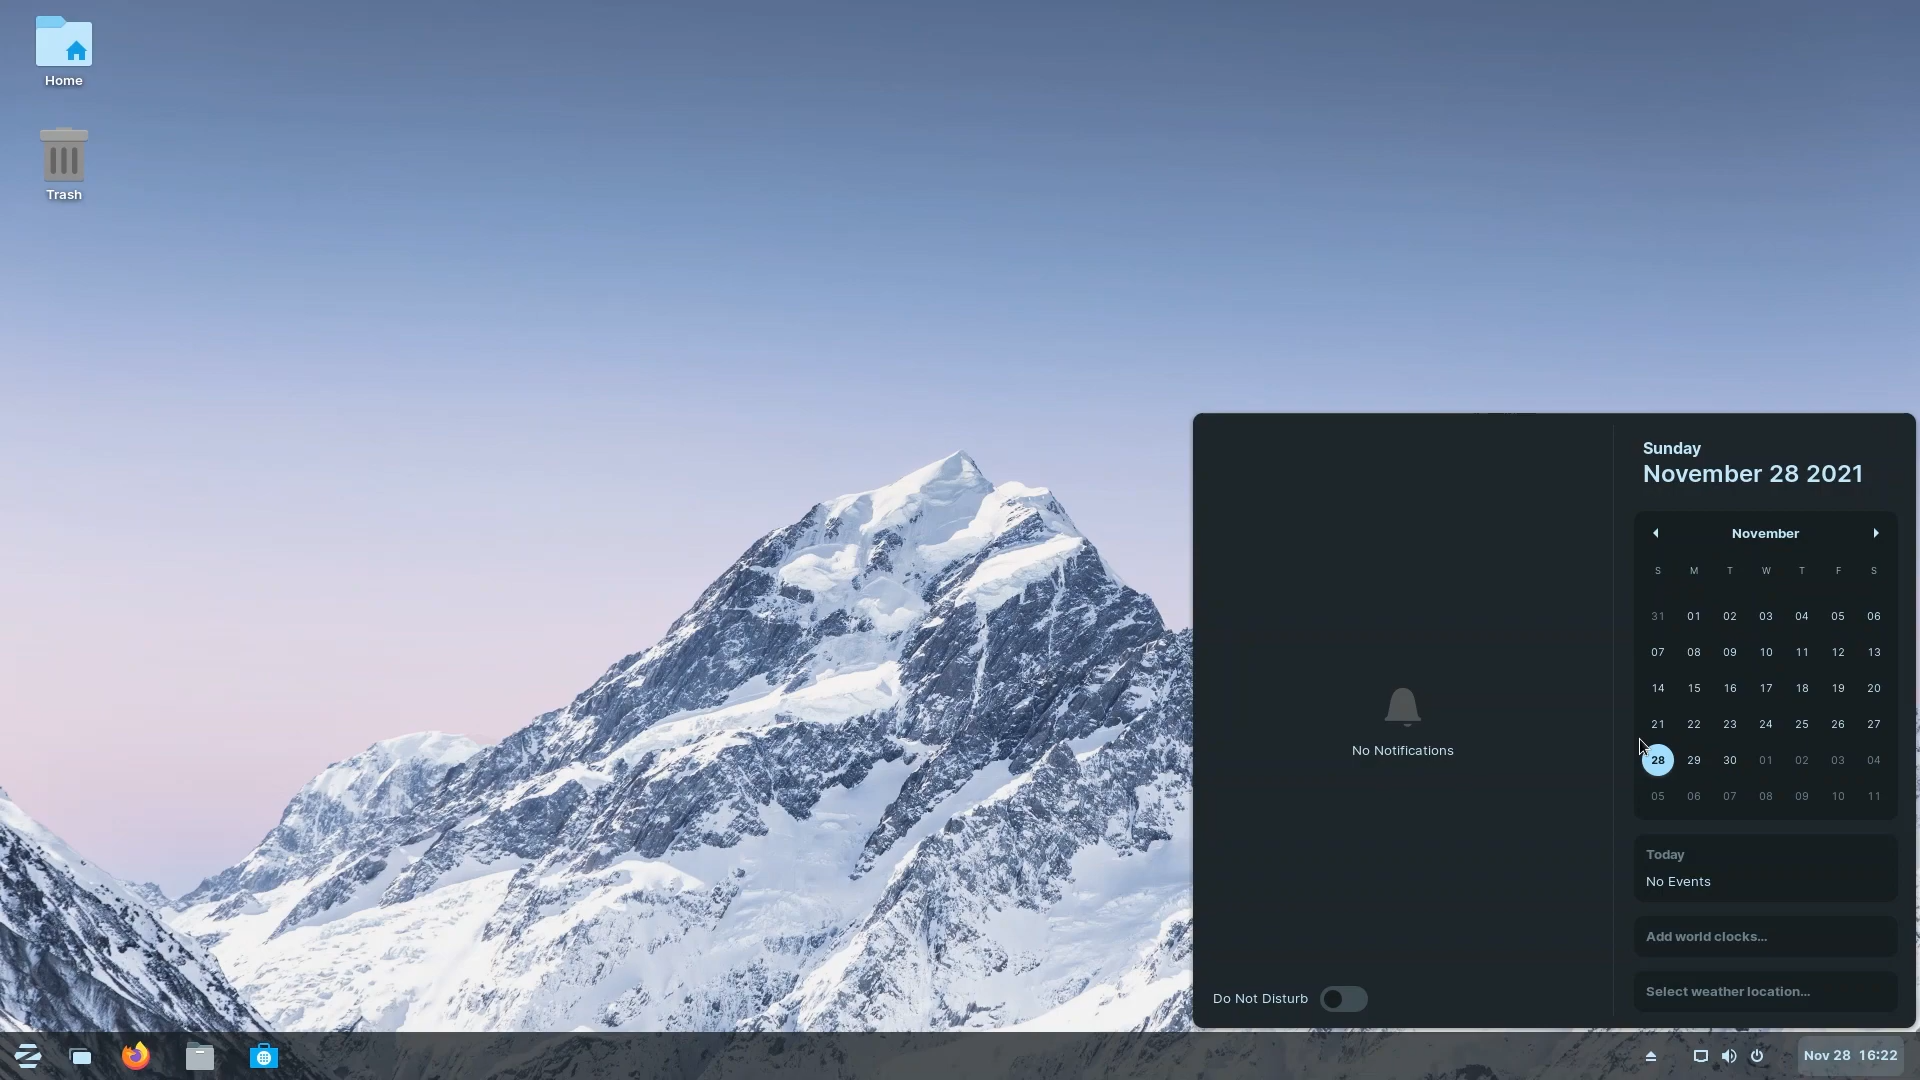 Home
Trash
Sunday
November 28 2021
November
S M T W T F S
31 01 02 03 04 05 06
07 08 09 10 11 12 13
14 15 16 17 18 19 20
21 22 23 24 25 26 27
28 29 30 01 02 03 04
05 06 07 08 09 10 11
No Notifications
Today
No Events
Add world clocks...
Select weather location...
Do Not Disturb
Nov 28 16:22